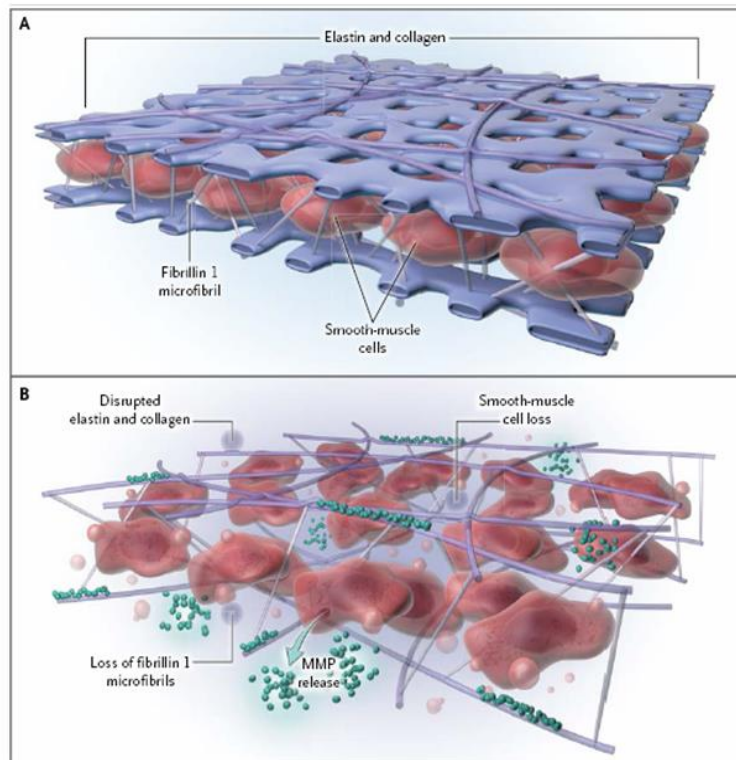 A
Elastin and collagen
Fibrillin 1
microfibril
Smooth-muscle
cells
B
Disrupted
elastin and collagen
Smooth-muscle
cell loss
Loss of fibrillin 1
microfibrils
MMP
release